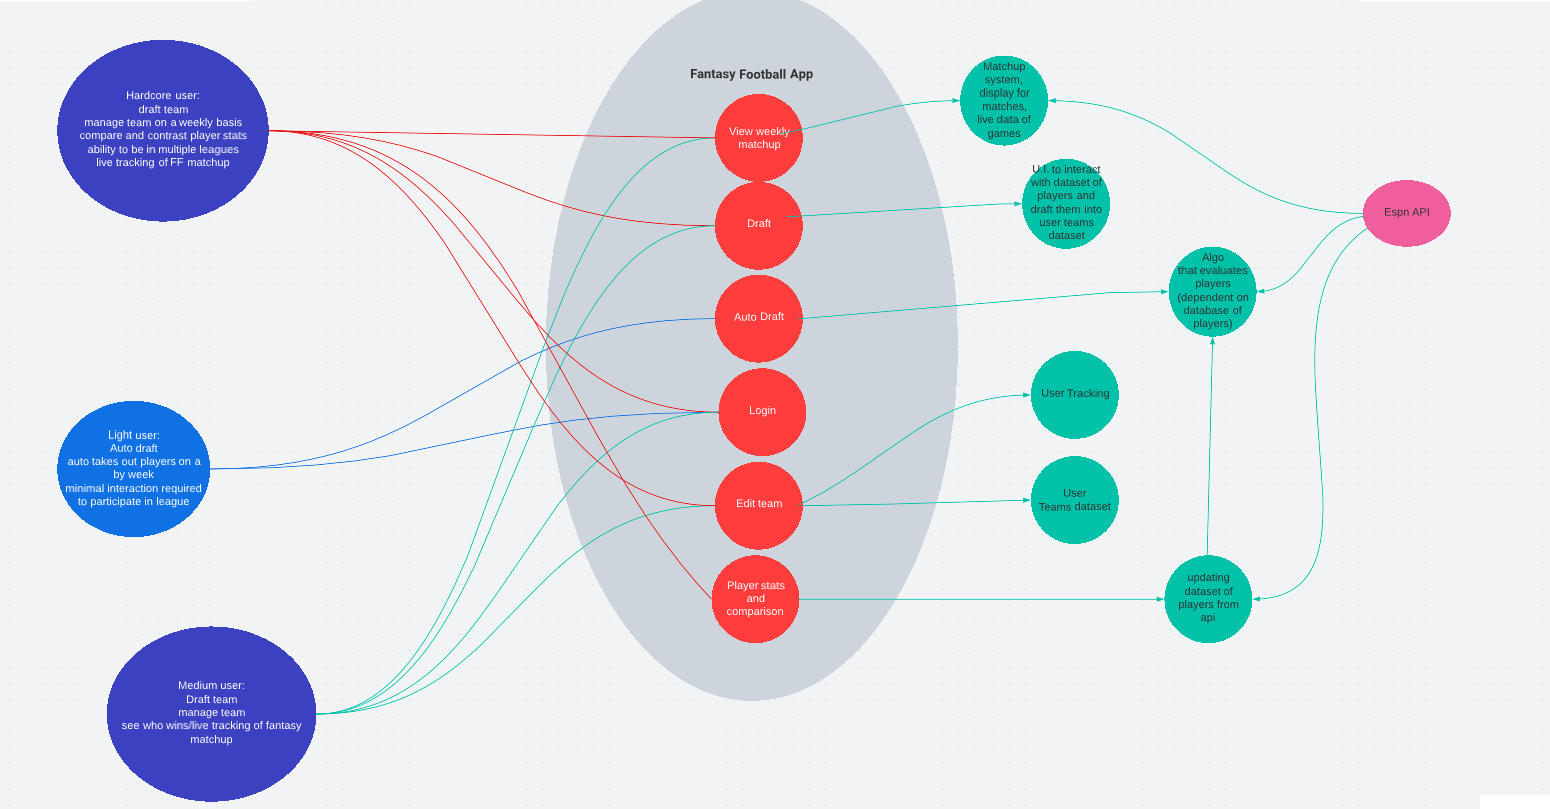 Fantasy Football App
Hardcore user:
draft team
manage team on a weekly basis
compare and contrast player stats
ability to be in multiple leagues
live tracking of FF matchup
Light user:
Auto draft
auto takes out players on a
by week
minimal interaction required
to participate in league
Medium user:
Draft team
manage team
see who wins/live tracking of fantasy
matchup
View weekly
matchup
Draft
Auto Draft
Login
Edit team
Player stats
and
comparison
Matchup
system,
display for
matches,
live data of
games
U.I. to interact
with dataset of
players and
draft them into
user teams
dataset
Algo
that evaluates
players
(dependent on
database of
players)
User Tracking
User
Teams dataset
updating
dataset of
players from
api
Espn API